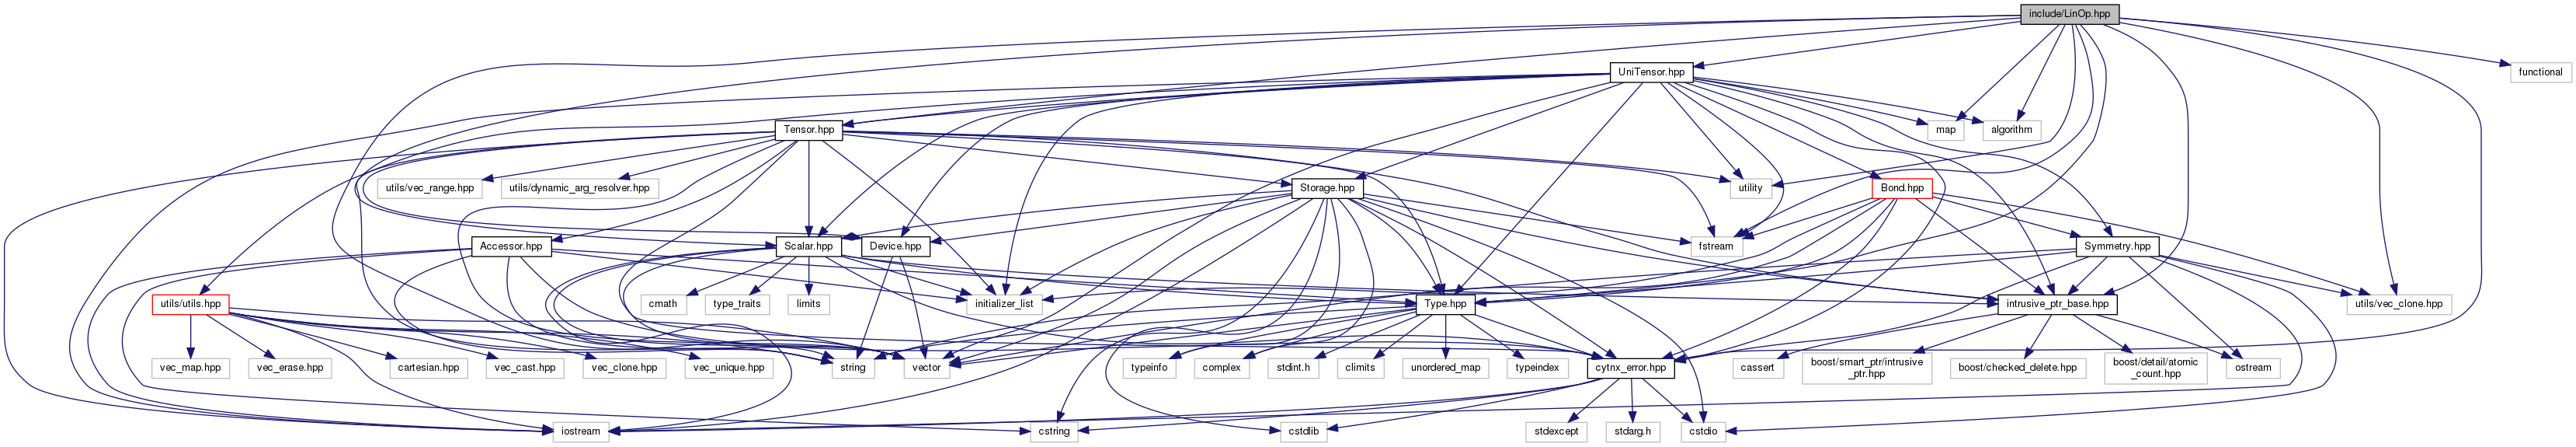 include/LinOp.hpp
UniTensor.hpp
functional
Tensor.hpp
map
algorithm
utils/vec_range.hpp
utils/dynamic_arg_resolver.hpp
Storage.hpp
utility
Bond.hpp
Accessor.hpp
Scalar.hpp
Device.hpp
fstream
Symmetry.hpp
utils/utils.hpp
cmath
type_traits
limits
initializer_list
Type.hpp
intrusive_ptr_base.hpp
utils/vec_clone.hpp
vec_map.hpp
vec_erase.hpp
cartesian.hpp
vec_cast.hpp
vec_clone.hpp
vec_unique.hpp
string
vector
typeinfo
complex
stdint.h
climits
unordered_map
typeindex
cytnx_error.hpp
cassert
boost/smart_ptr/intrusive
_ptr.hpp
boost/checked_delete.hpp
boost/detail/atomic
_count.hpp
ostream
iostream
cstring
cstdlib
stdexcept
stdarg.h
cstdio